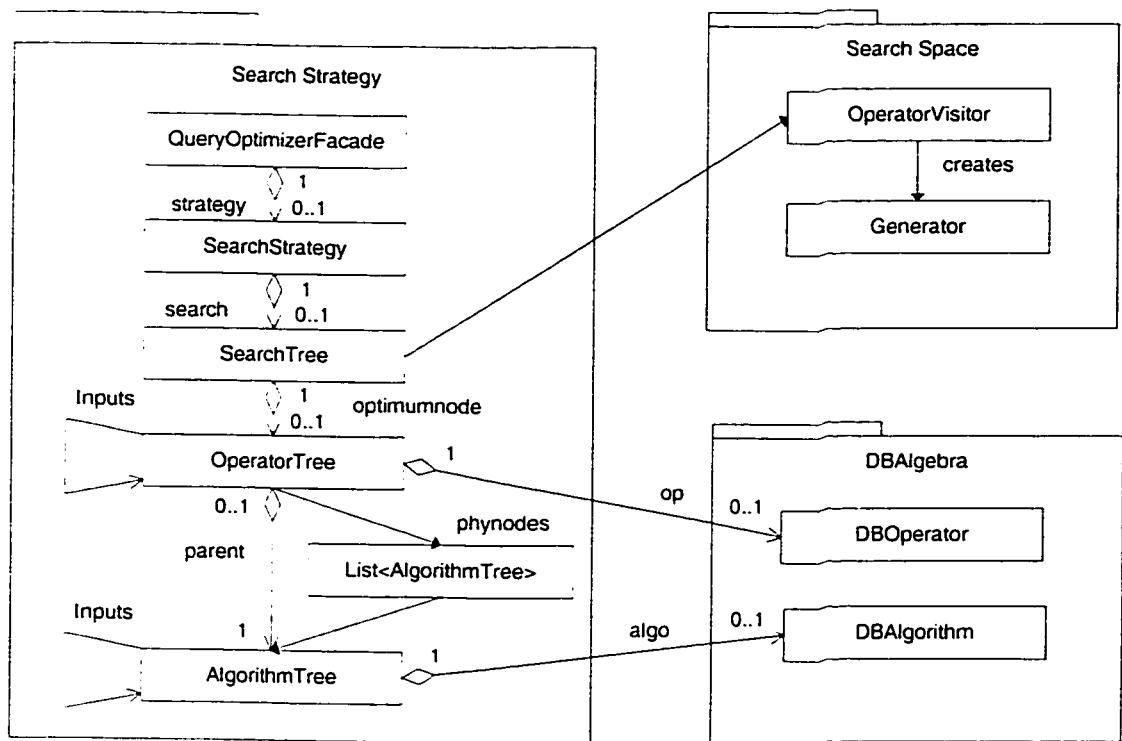 Search Strategy
QueryOptimizerFacade
1
strategy
0..1
SearchStrategy
1
search
0..1
SearchTree
Inputs
1
optimumnode
0..1
OperatorTree
1
0..1
phynodes
parent
List<AlgorithmTree>
Inputs
1
AlgorithmTree
1
op
0..1
algo
0..1
Search Space
OperatorVisitor
creates
Generator
DBAlgebra
DBOperator
DBAlgorithm